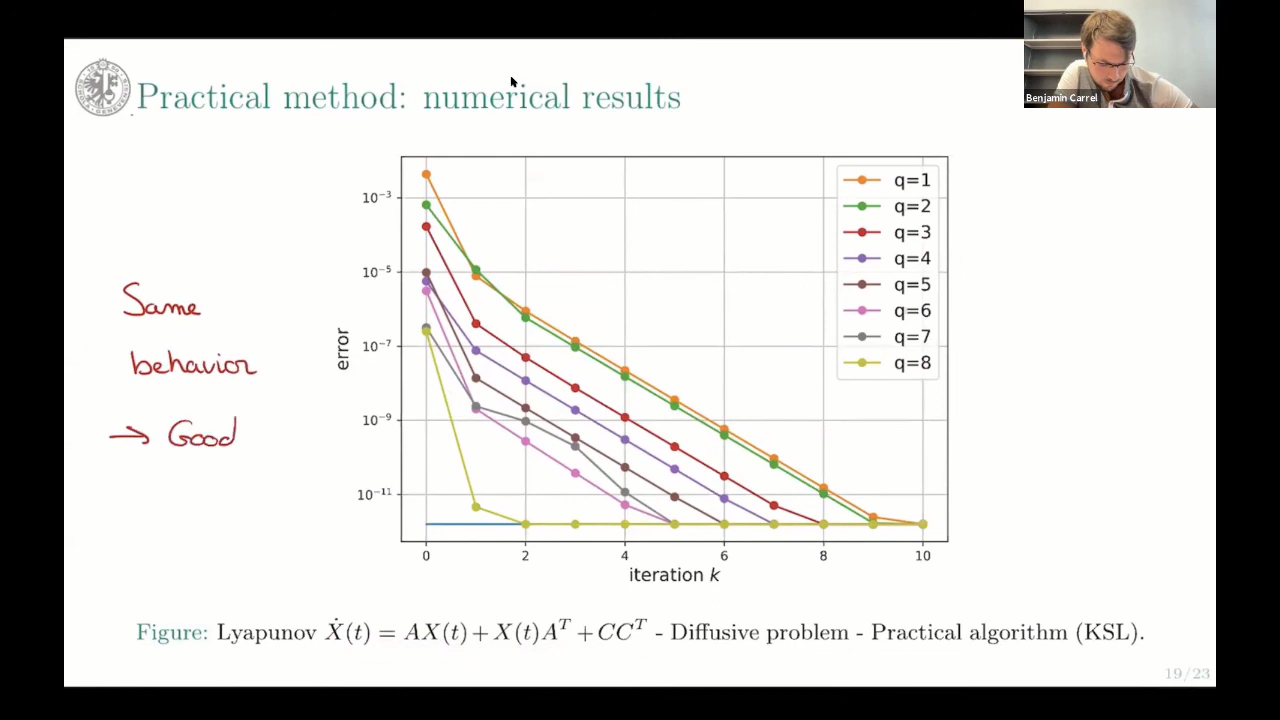 Practical method: numerical results
Benjamin Carrel
Same
behavior
→ Good
error
10⁻³
10⁻⁵
10⁻⁷
10⁻⁹
10⁻¹¹
q=1
q=2
q=3
q=4
q=5
q=6
q=7
q=8
0 2 4 6 8 10
iteration k
Figure: Lyapunov Ẋ(t) = AX(t) + X(t)Aᵀ + CCᵀ - Diffusive problem - Practical algorithm (KSL).
19/23